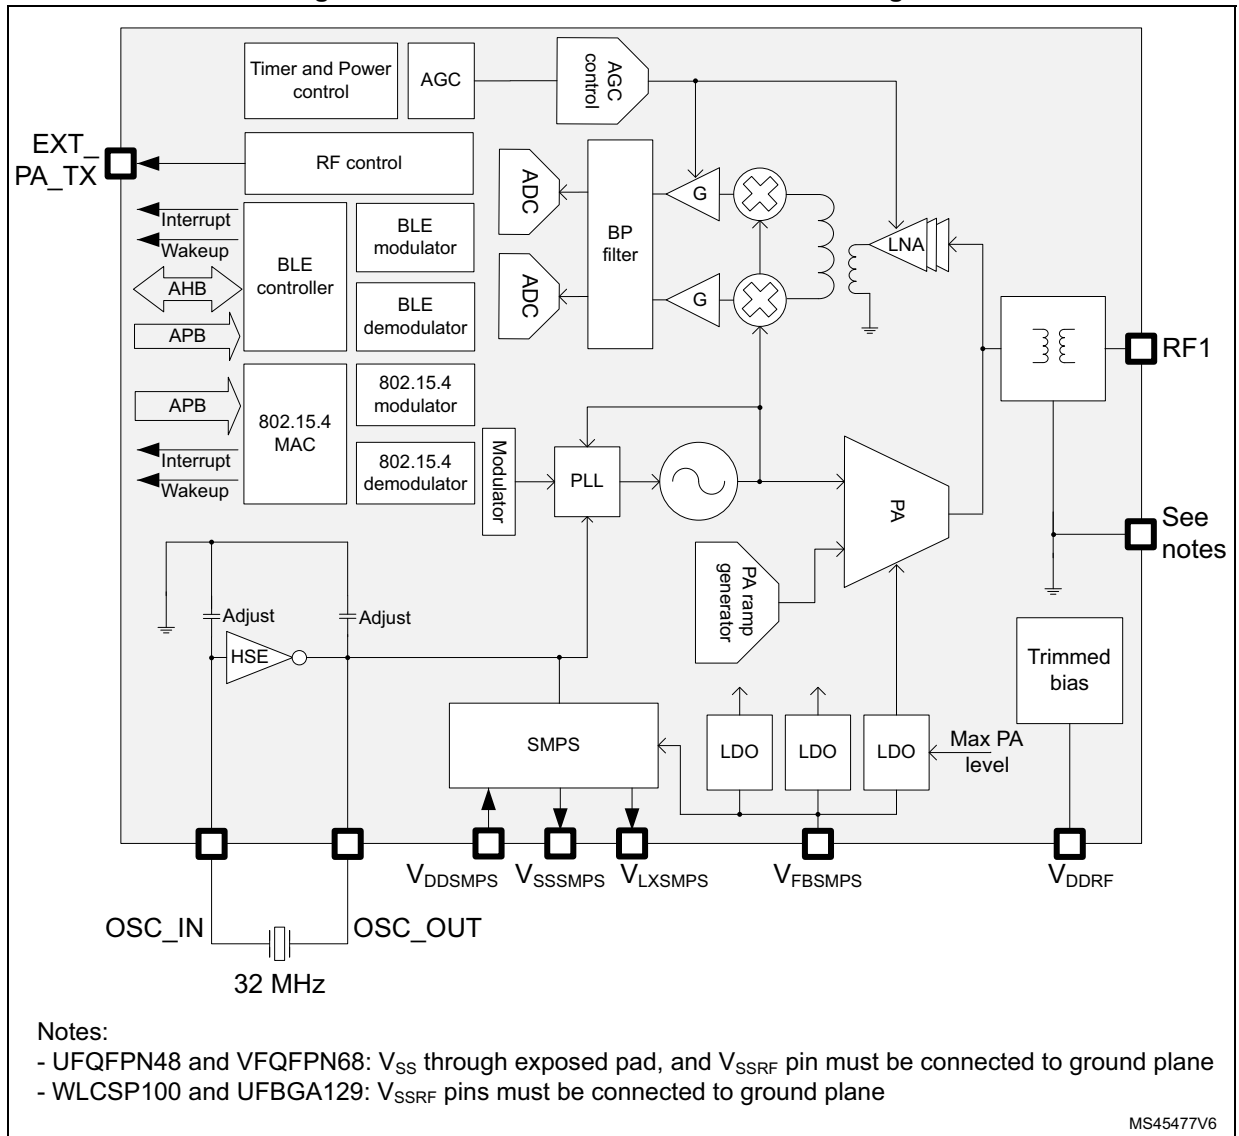 Timer and Power
control
AGC
AGC
control
EXT_
PA_TX
RF control
ADC
ADC
BP
filter
G
G
LNA
Interrupt
Wakeup
AHB
APB
BLE
controller
BLE
modulator
BLE
demodulator
RF1
APB
Interrupt
Wakeup
802.15.4
MAC
802.15.4
modulator
802.15.4
demodulator
Modulator
PLL
PA
See
notes
PA ramp
generator
Adjust
Adjust
HSE
Trimmed
bias
SMPS
LDO
LDO
LDO
Max PA
level
VDDSMPS
VSSSMPS
VLXSMPS
VFBSMPS
VDDRF
OSC_IN
OSC_OUT
32 MHz
Notes:
- UFQFPN48 and VFQFPN68: VSS through exposed pad, and VSSRF pin must be connected to ground plane
- WLCSP100 and UFBGA129: VSSRF pins must be connected to ground plane
MS45477V6